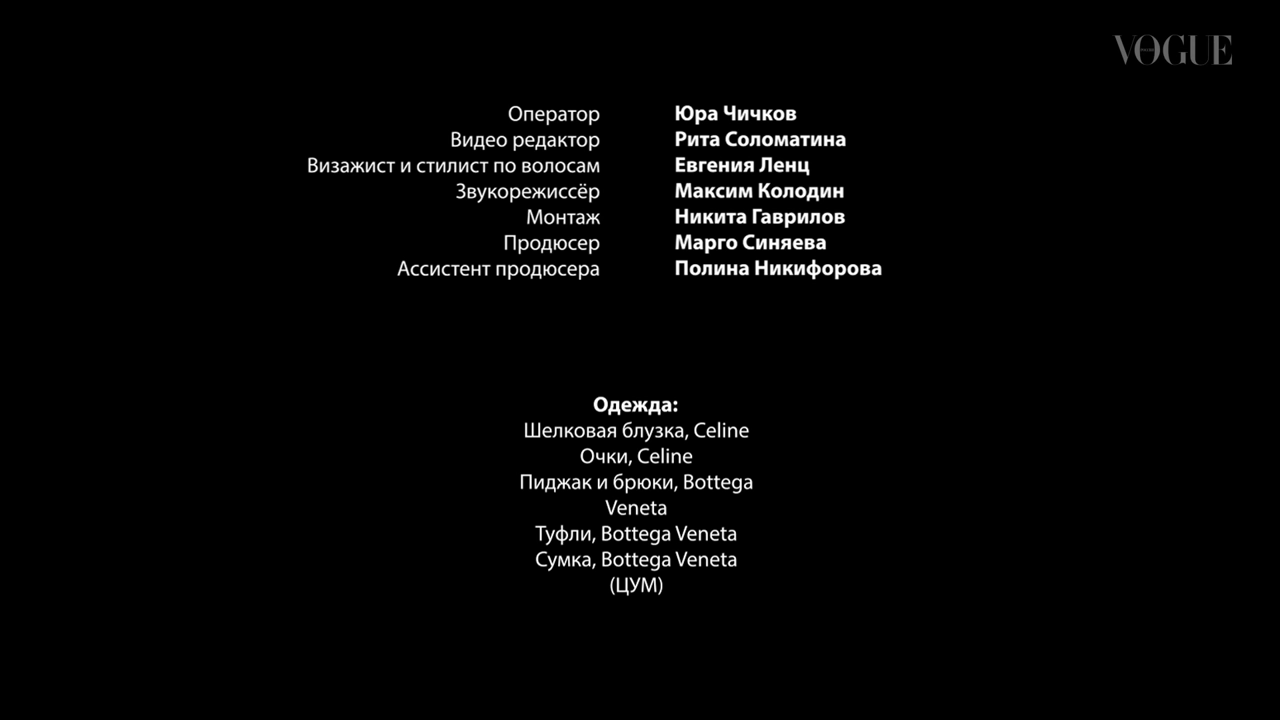 VOGUE
Оператор Юра Чичков
Видео редактор Рита Соломатина
Визажист и стилист по волосам Евгения Ленц
Звукорежиссёр Максим Колодин
Монтаж Никита Гаврилов
Продюсер Марго Синяева
Ассистент продюсера Полина Никифорова
Одежда:
Шелковая блузка, Celine
Очки, Celine
Пиджак и брюки, Bottega
Veneta
Туфли, Bottega Veneta
Сумка, Bottega Veneta
(ЦУМ)